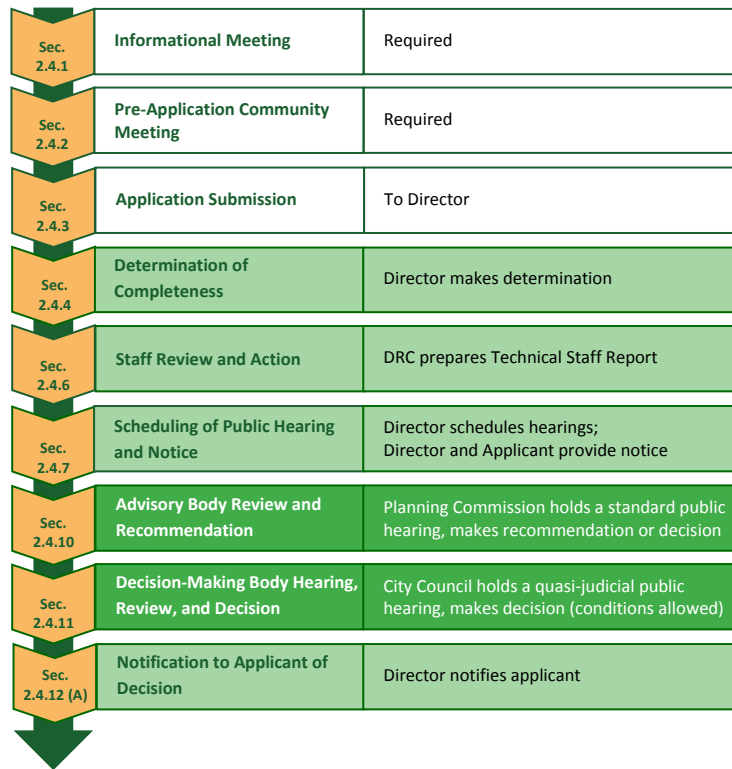 Sec.
2.4.1
Informational Meeting
Required
Sec.
2.4.2
Pre-Application Community
Meeting
Required
Sec.
2.4.3
Application Submission
To Director
Sec.
2.4.4
Determination of
Completeness
Director makes determination
Sec.
2.4.6
Staff Review and Action
DRC prepares Technical Staff Report
Sec.
2.4.7
Scheduling of Public Hearing
and Notice
Director schedules hearings;
Director and Applicant provide notice
Sec.
2.4.10
Advisory Body Review and
Recommendation
Planning Commission holds a standard public
hearing, makes recommendation or decision
Sec.
2.4.11
Decision-Making Body Hearing,
Review, and Decision
City Council holds a quasi-judicial public
hearing, makes decision (conditions allowed)
Sec.
2.4.12 (A)
Notification to Applicant of
Decision
Director notifies applicant